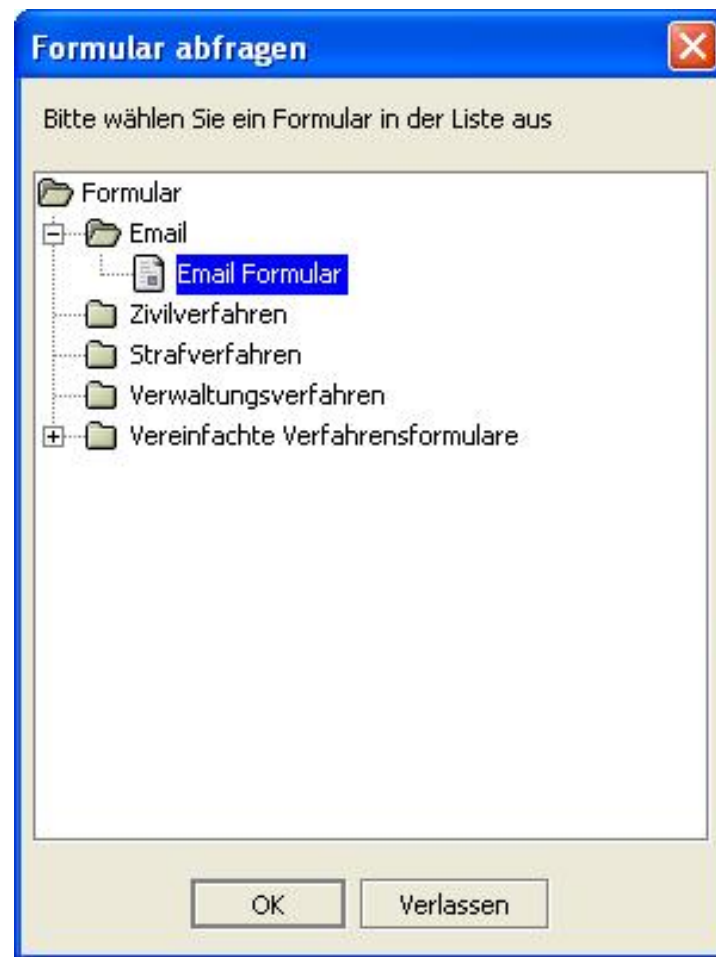 Formular abfragen
Bitte wählen Sie ein Formular in der Liste aus
Formular
Email
Email Formular
Zivilverfahren
Strafverfahren
Verwaltungsverfahren
Vereinfachte Verfahrensformulare
OK Verlassen